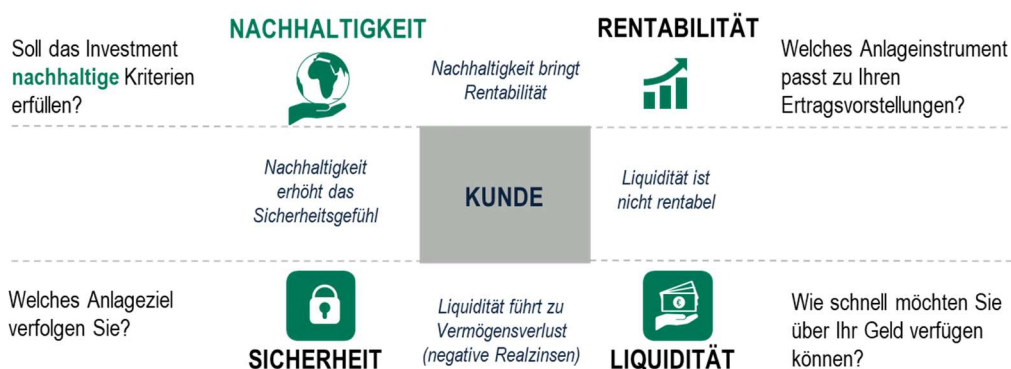 NACHHALTIGKEIT
RENTABILITÄT
Soll das Investment
nachhaltige Kriterien
erfüllen?
Nachhaltigkeit bringt
Rentabilität
Welches Anlageinstrument
passt zu Ihren
Ertragsvorstellungen?
Nachhaltigkeit
erhöht das
Sicherheitsgefühl
KUNDE
Liquidität ist
nicht rentabel
Welches Anlageziel
verfolgen Sie?
SICHERHEIT
Liquidität führt zu
Vermögensverlust
(negative Realzinsen)
€
LIQUIDITÄT
Wie schnell möchten Sie
über Ihr Geld verfügen
können?